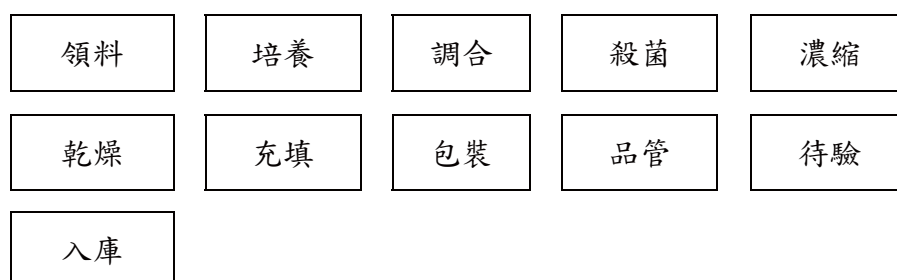 領料 培養 調合 殺菌 濃縮
乾燥 充填 包裝 品管 待驗
入庫